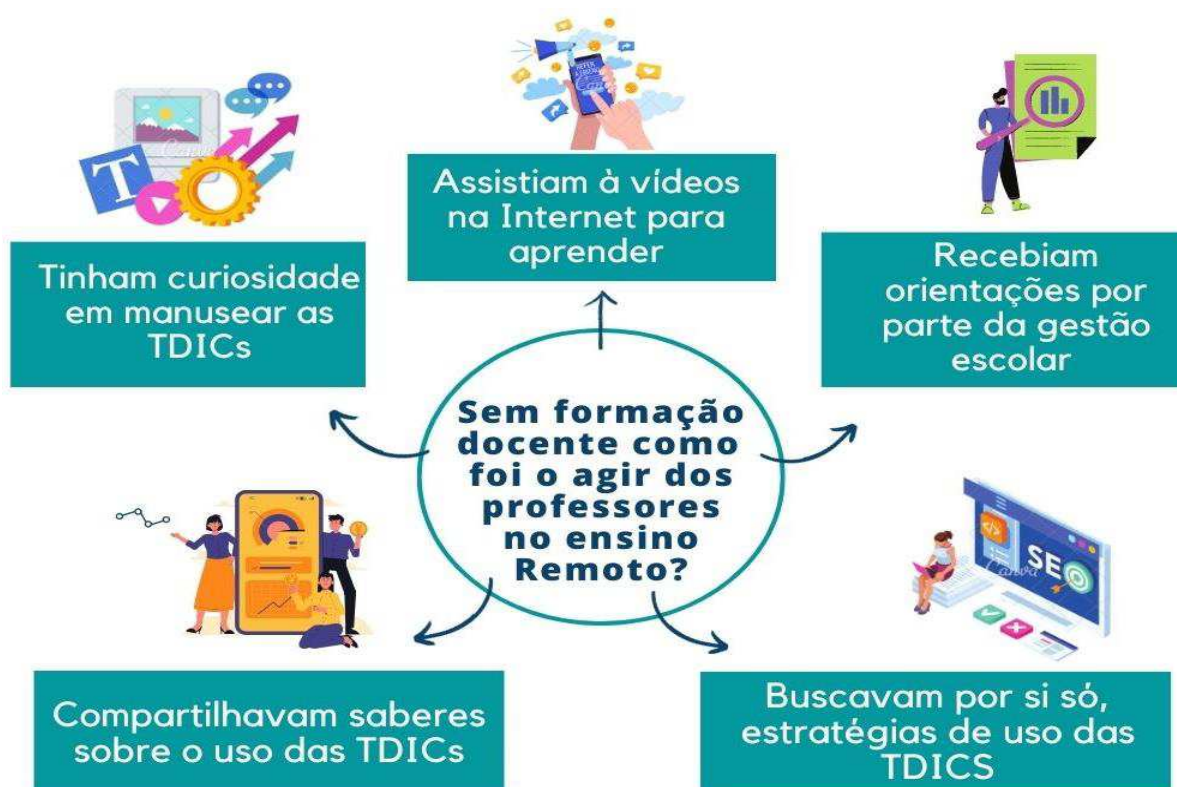 Assistiam à vídeos
na Internet para
aprender
Tinham curiosidade
em manusear as
TDICs
Recebiam
orientações por
parte da gestão
escolar
Sem formação
docente como
foi o agir dos
professores
no ensino
Remoto?
Compartilhavam saberes
sobre o uso das TDICs
Buscavam por si só,
estratégias de uso das
TDICS
T
SEO
Canva